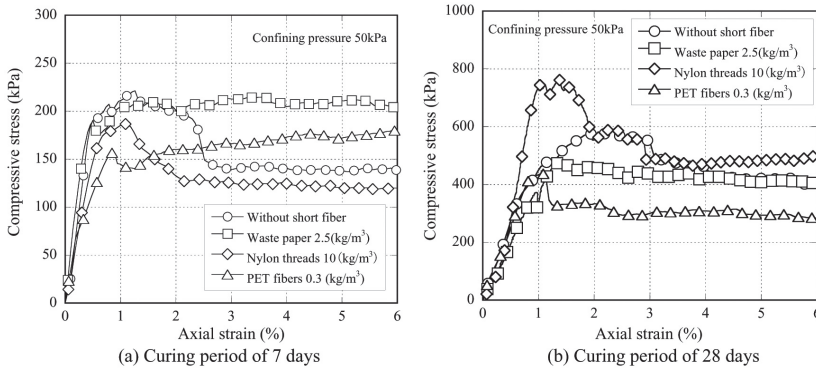 Compressive stress (kPa)
300
250
200
150
100
50
0
Confining pressure 50kPa
Without short fiber
Waste paper 2.5(kg/m³)
Nylon threads 10 (kg/m³)
PET fibers 0.3 (kg/m³)
0 1 2 3 4 5 6
Axial strain (%)
(a) Curing period of 7 days
Compressive stress (kPa)
1000
800
600
400
200
0
Confining pressure 50kPa
Without short fiber
Waste paper 2.5(kg/m³)
Nylon threads 10(kg/m³)
PET fibers 0.3 (kg/m³)
0 1 2 3 4 5 6
Axial strain (%)
(b) Curing period of 28 days